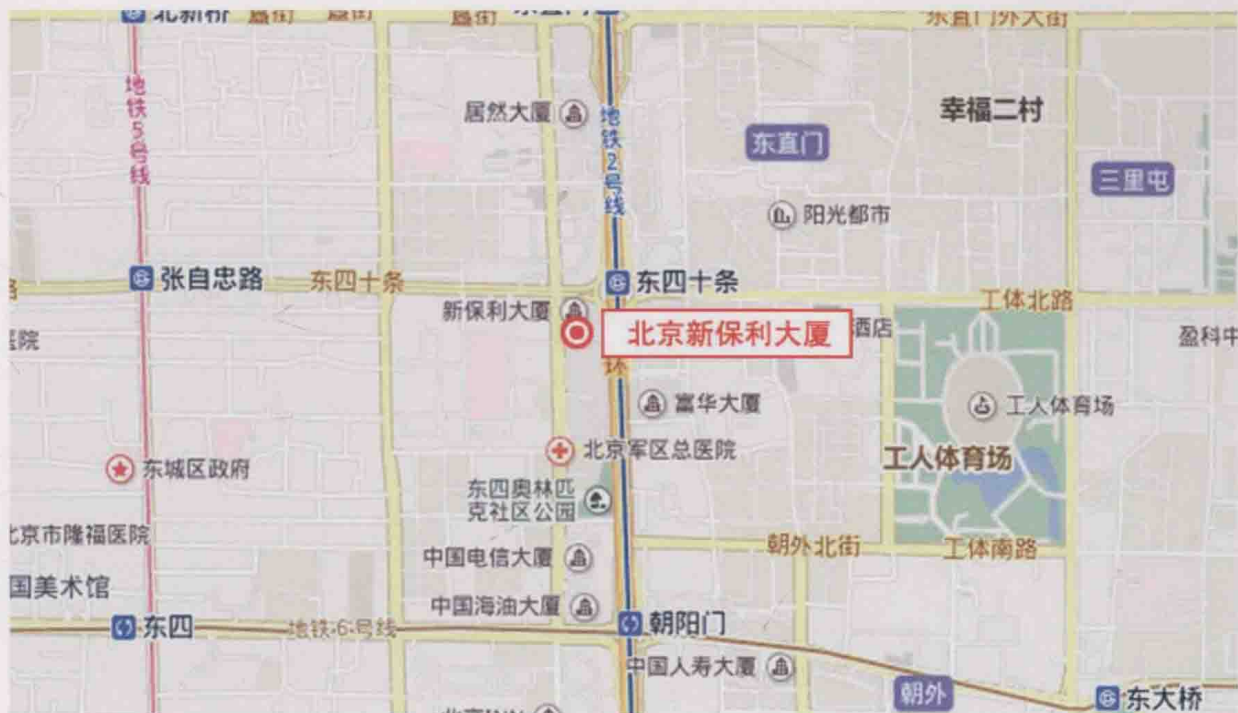 北新桥
东直门外大街
地铁5号线
居然大厦
地铁2号线
东直门
幸福二村
三里屯
阳光都市
张自忠路
东四十条
东四十条
工体北路
新保利大厦
北京新保利大厦
酒店
医院
盈科中
环
富华大厦
工人体育场
北京军区总医院
工人体育场
东城区政府
东四奥林匹
克社区公园
北京市隆福医院
朝外北街
工体南路
中国电信大厦
国美术馆
中国海油大厦
东四
地铁6号线
朝阳门
中国人寿大厦
朝外
东大桥